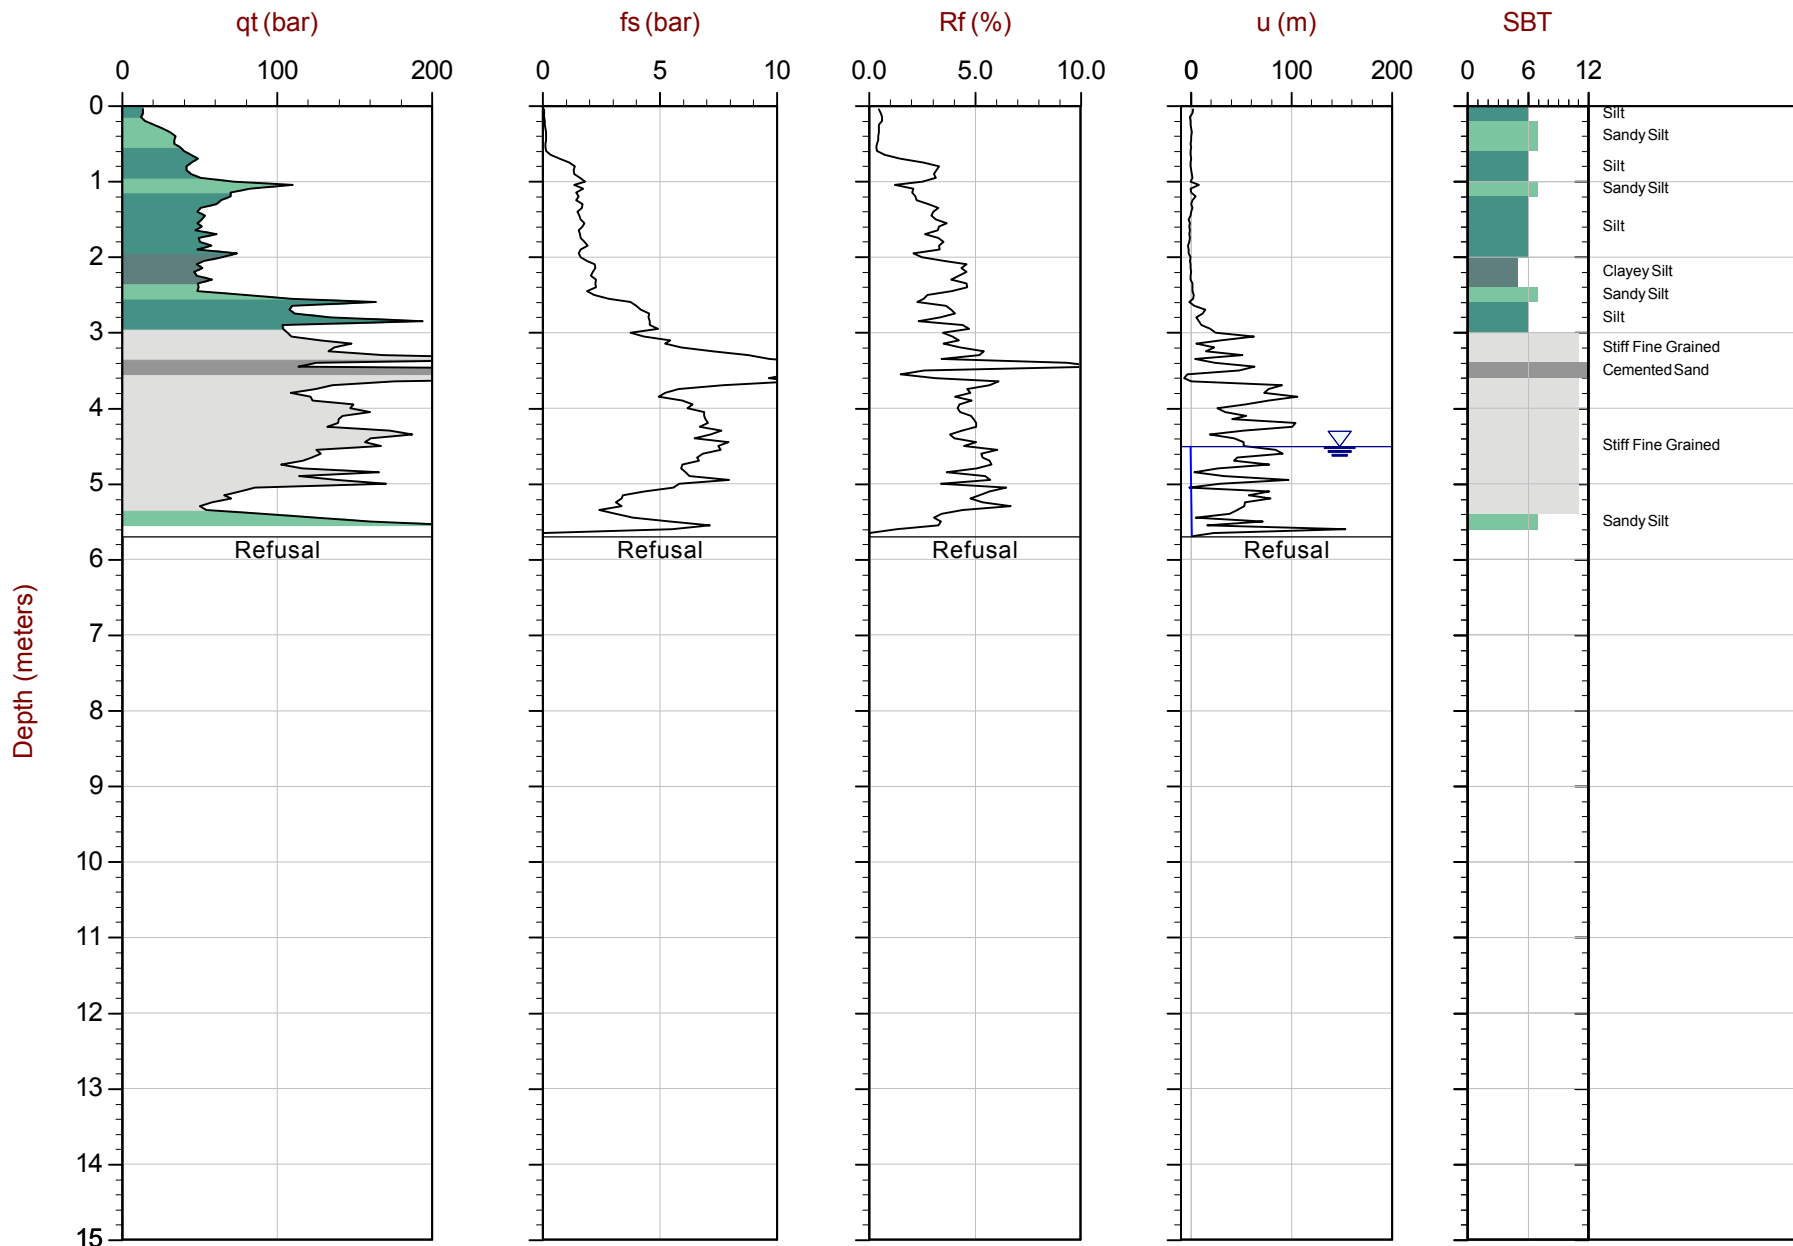 qt (bar) fs (bar) Rf (%) u (m) SBT
0 100 200 0 5 10 0.0 5.0 10.0 0 100 200 0 6 12
0
Silt
Sandy Silt
Silt
1
Sandy Silt
Silt
2
Clayey Silt
Sandy Silt
Silt
3
Stiff Fine Grained
Cemented Sand
4
Stiff Fine Grained
5
Sandy Silt
Refusal Refusal Refusal Refusal
6
7
8
9
10
11
12
13
14
15
Depth (meters)